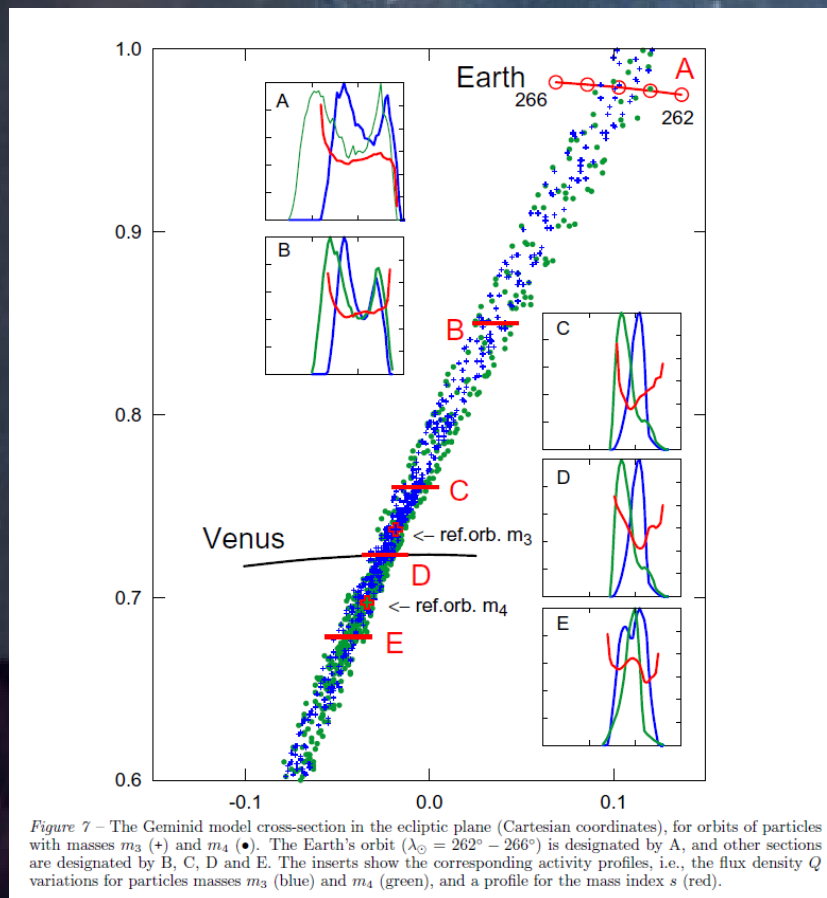 1.0
Earth
A
266
262
A
0.9
B
B
C
0.8
C
<– ref.orb. m3
Venus
D
D
0.7
<– ref.orb. m4
E
E
0.6
-0.1
0.0
0.1
Figure 7 – The Geminid model cross-section in the ecliptic plane (Cartesian coordinates), for orbits of particles
with masses m3 (+) and m4 (●). The Earth's orbit (λ⊙ = 262° − 266°) is designated by A, and other sections
are designated by B, C, D and E. The inserts show the corresponding activity profiles, i.e., the flux density Q
variations for particles masses m3 (blue) and m4 (green), and a profile for the mass index s (red).